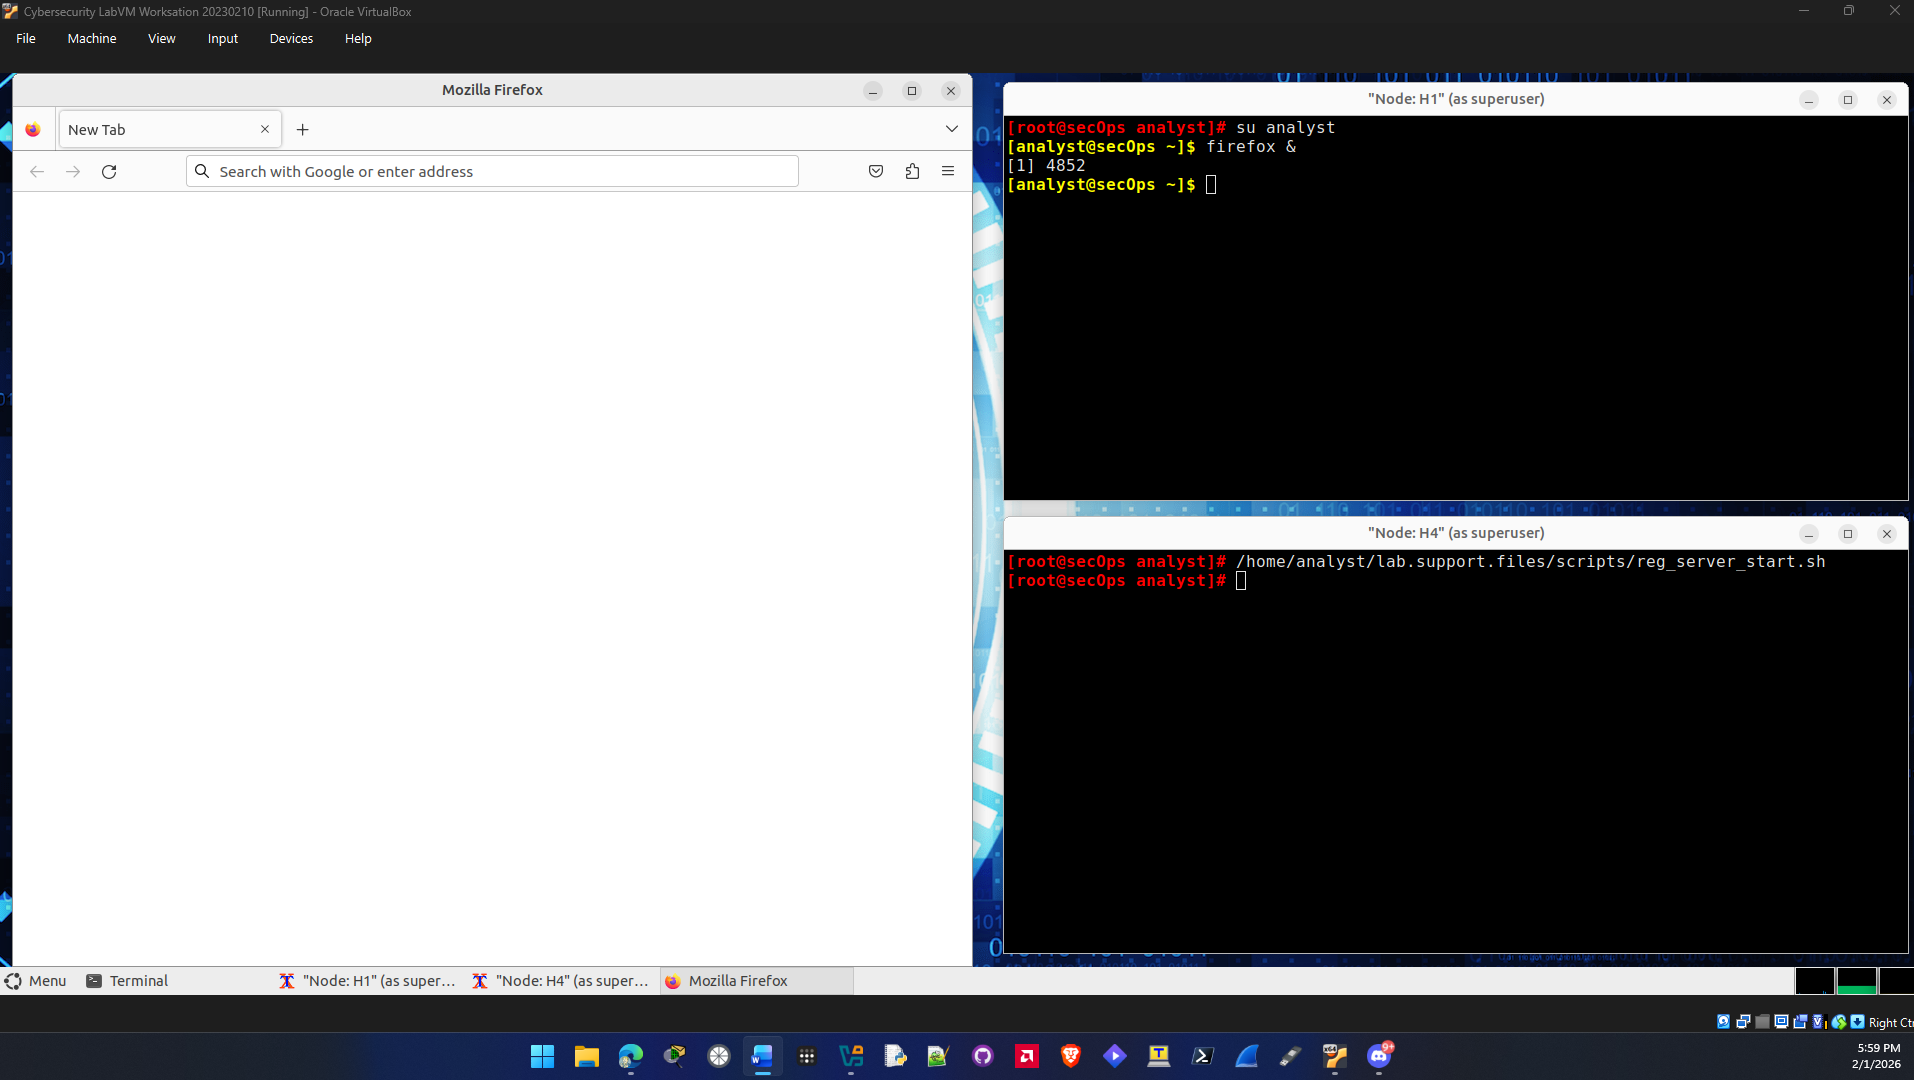 Cybersecurity LabVM Worksation 20230210 [Running] - Oracle VirtualBox
File Machine View Input Devices Help
Mozilla Firefox
New Tab
Search with Google or enter address
"Node: H1" (as superuser)
[root@secOps analyst]# su analyst
[analyst@secOps ~]$ firefox &
[1] 4852
[analyst@secOps ~]$
"Node: H4" (as superuser)
[root@secOps analyst]# /home/analyst/lab.support.files/scripts/reg_server_start.sh
[root@secOps analyst]#
Menu Terminal "Node: H1" (as super... "Node: H4" (as super... Mozilla Firefox
Right Ct
5:59 PM
2/1/2026